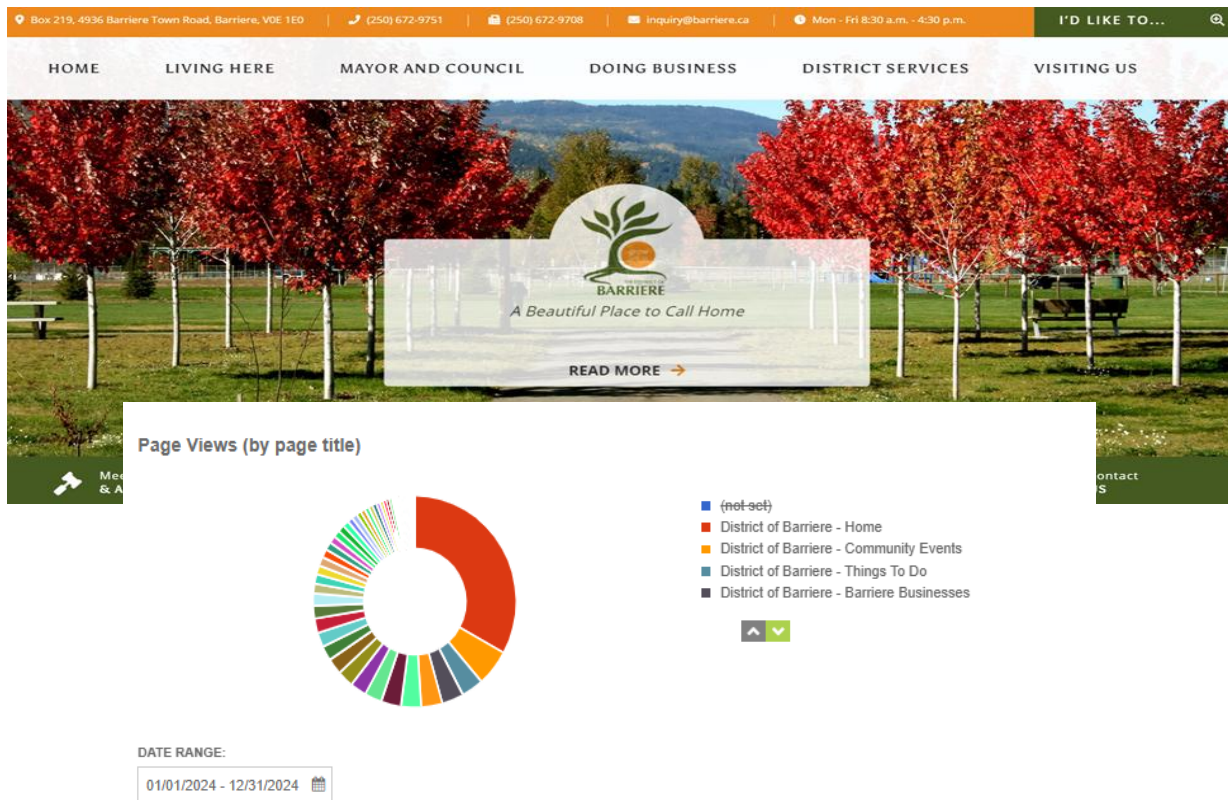 Box 219, 4936 Barriere Town Road, Barriere, V0E 1E0 (250) 672-9751 (250) 672-9708 inquiry@barriere.ca Mon - Fri 8:30 a.m. - 4:30 p.m. I'D LIKE TO...
HOME LIVING HERE MAYOR AND COUNCIL DOING BUSINESS DISTRICT SERVICES VISITING US
THE DISTRICT OF
BARRIERE
A Beautiful Place to Call Home
READ MORE
Page Views (by page title)
(not set)
District of Barriere - Home
District of Barriere - Community Events
District of Barriere - Things To Do
District of Barriere - Barriere Businesses
DATE RANGE:
01/01/2024 - 12/31/2024